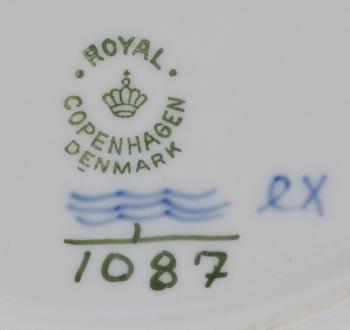 ROYAL
COPENHAGEN
DENMARK
ex
1087